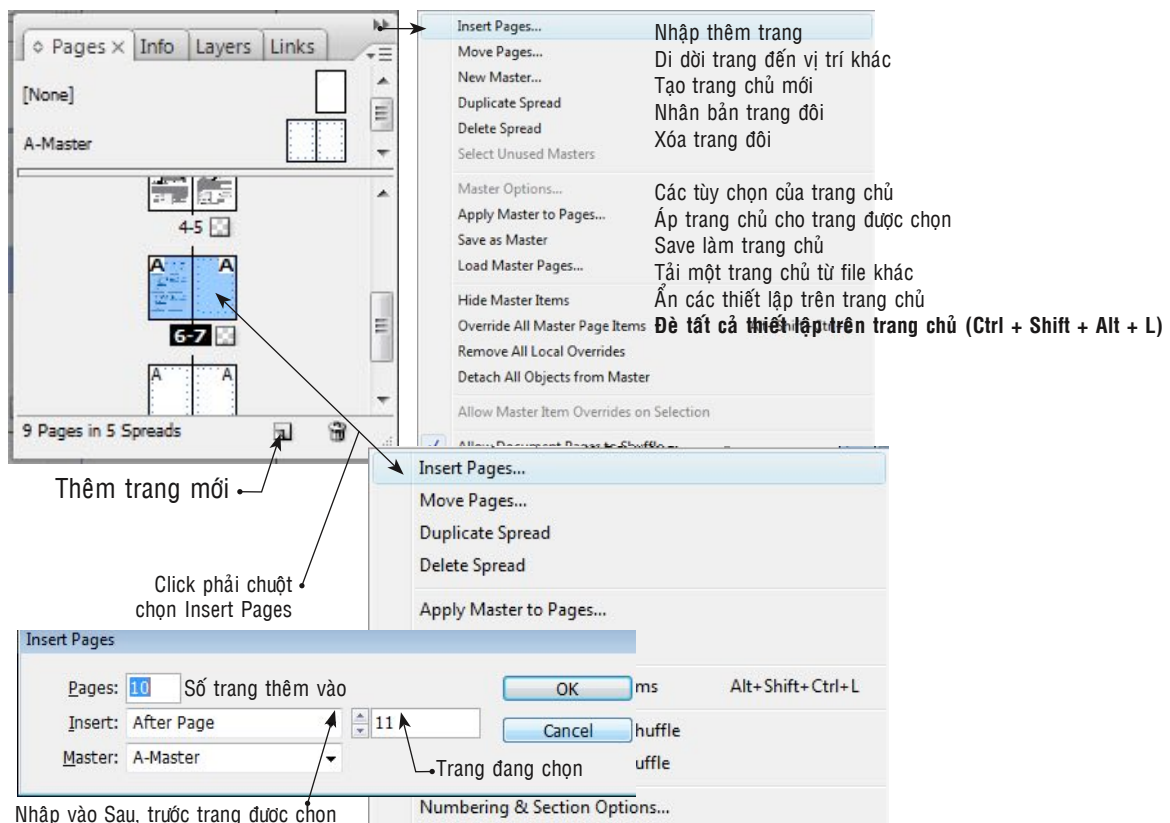 Pages × Info Layers Links
[None]
A-Master
4-5
A A
6-7
A A
9 Pages in 5 Spreads
Thêm trang mới
Click phải chuột
chọn Insert Pages
Insert Pages... Nhập thêm trang
Move Pages... Di dời trang đến vị trí khác
New Master... Tạo trang chủ mới
Duplicate Spread Nhân bản trang đôi
Delete Spread Xóa trang đôi
Select Unused Masters
Master Options... Các tùy chọn của trang chủ
Apply Master to Pages... Áp trang chủ cho trang được chọn
Save as Master Save làm trang chủ
Load Master Pages... Tải một trang chủ từ file khác
Hide Master Items Ẩn các thiết lập trên trang chủ
Override All Master Page Items Đè tất cả thiết lập trên trang chủ (Ctrl + Shift + Alt + L)
Remove All Local Overrides
Detach All Objects from Master
Allow Master Item Overrides on Selection
Allow Document Pages to Shuffle
Insert Pages...
Move Pages...
Duplicate Spread
Delete Spread
Apply Master to Pages...
ms Alt+Shift+Ctrl+L
huffle
uffle
Numbering & Section Options...
Insert Pages
Pages: 10 Số trang thêm vào OK
Insert: After Page 11 Cancel
Master: A-Master Trang đang chọn
Nhập vào Sau, trước trang được chọn